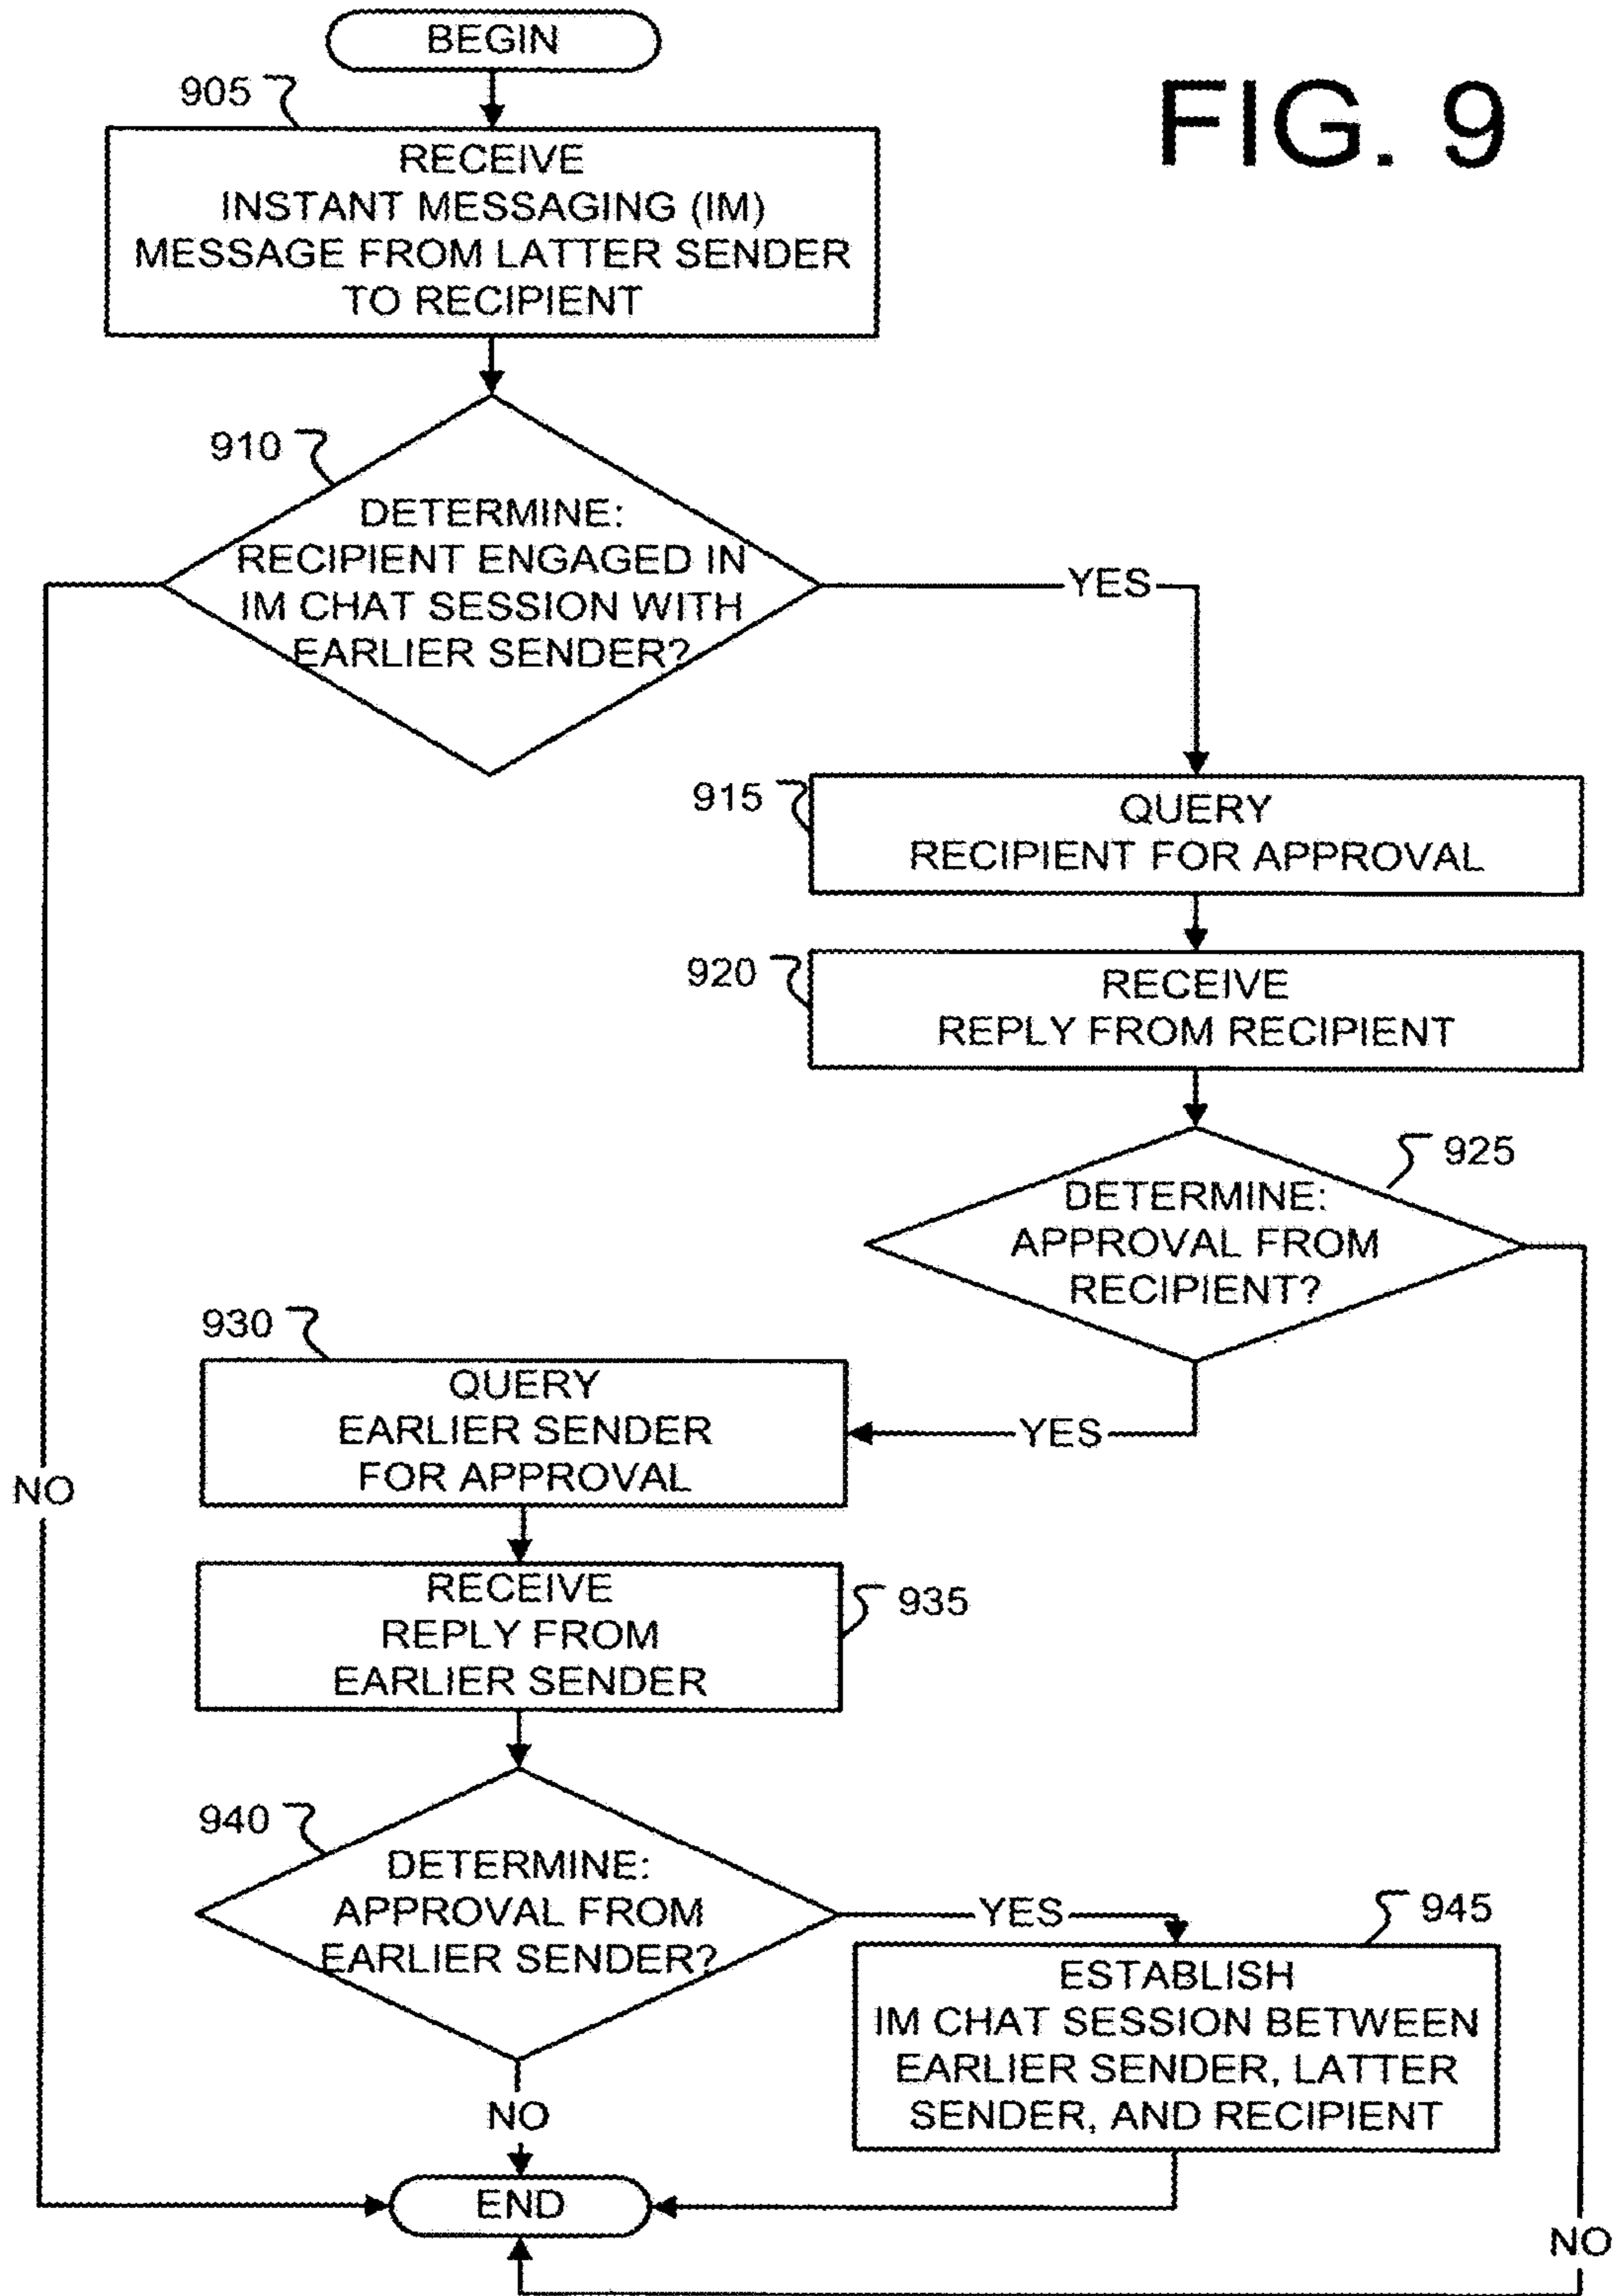 BEGIN
FIG. 9
905
RECEIVE
INSTANT MESSAGING (IM)
MESSAGE FROM LATTER SENDER
TO RECIPIENT
910
DETERMINE:
RECIPIENT ENGAGED IN
IM CHAT SESSION WITH
EARLIER SENDER?
YES
915
QUERY
RECIPIENT FOR APPROVAL
920
RECEIVE
REPLY FROM RECIPIENT
925
DETERMINE:
APPROVAL FROM
RECIPIENT?
930
QUERY
EARLIER SENDER
FOR APPROVAL
YES
NO
RECEIVE
REPLY FROM
EARLIER SENDER
935
940
DETERMINE:
APPROVAL FROM
EARLIER SENDER?
YES
945
ESTABLISH
IM CHAT SESSION BETWEEN
EARLIER SENDER, LATTER
SENDER, AND RECIPIENT
NO
END
NO